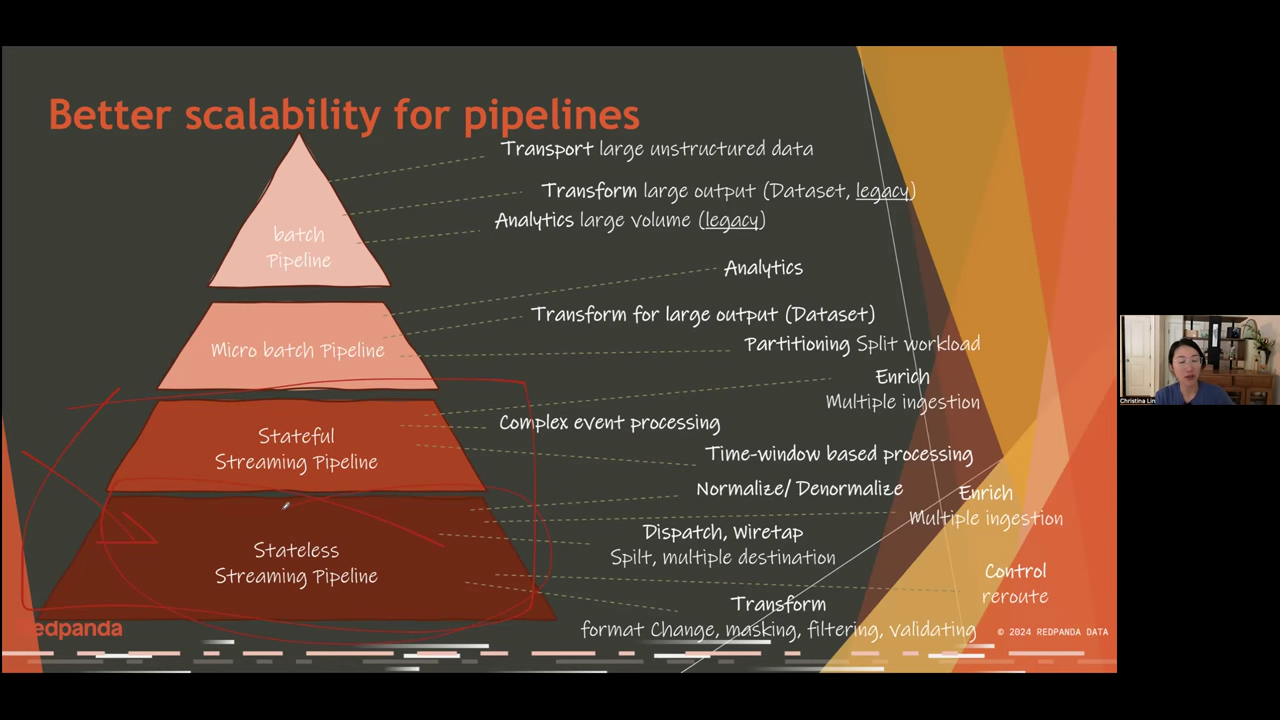 Better scalability for pipelines
Transport large unstructured data
Transform large output (Dataset, legacy)
Analytics large volume (legacy)
batch
Pipeline
Analytics
Transform for large output (Dataset)
Micro batch Pipeline
Partitioning Split workload
Enrich
Multiple ingestion
Complex event processing
Stateful
Streaming Pipeline
Time-window based processing
Normalize/ Denormalize
Enrich
Multiple ingestion
Dispatch, Wiretap
Spilt, multiple destination
Stateless
Streaming Pipeline
Control
reroute
Transform
format Change, masking, filtering, validating
redpanda
© 2024 REDPANDA DATA
Christina Lin